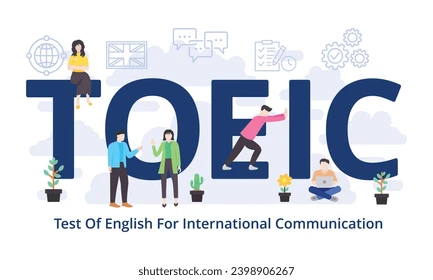 TOEIC
Test Of English For International Communication
shutterstock.com · 2398906267